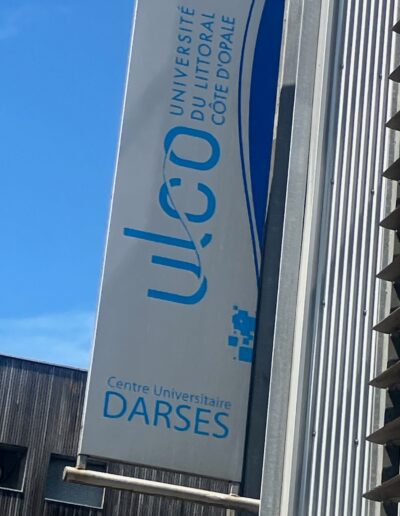 ulco
UNIVERSITÉ
DU LITTORAL
CÔTE D'OPALE
Centre Universitaire
DARSES